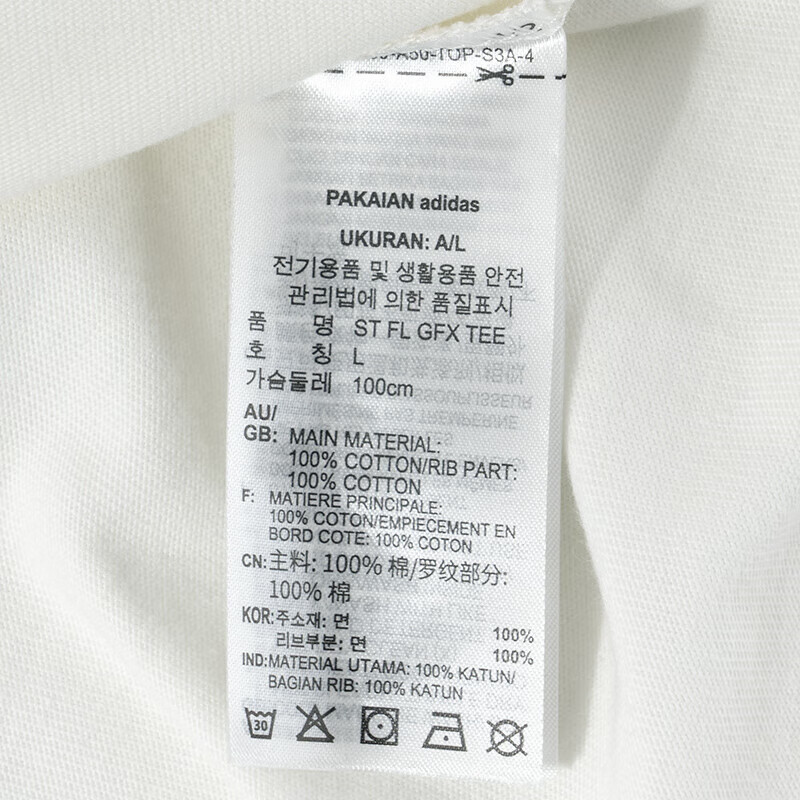 A50-TOP-S3A-4
PAKAIAN adidas
UKURAN: A/L
전기용품 및 생활용품 안전
관리법에 의한 품질표시
품 명 ST FL GFX TEE
호 칭 L
가슴둘레 100cm
AU/
GB: MAIN MATERIAL:
100% COTTON/RIB PART:
100% COTTON
F: MATIERE PRINCIPALE:
100% COTON/EMPIECEMENT EN
BORD COTE: 100% COTON
CN:主料: 100% 棉/罗纹部分:
100% 棉
KOR:주소재: 면 100%
리브부분: 면 100%
IND:MATERIAL UTAMA: 100% KATUN/
BAGIAN RIB: 100% KATUN
30